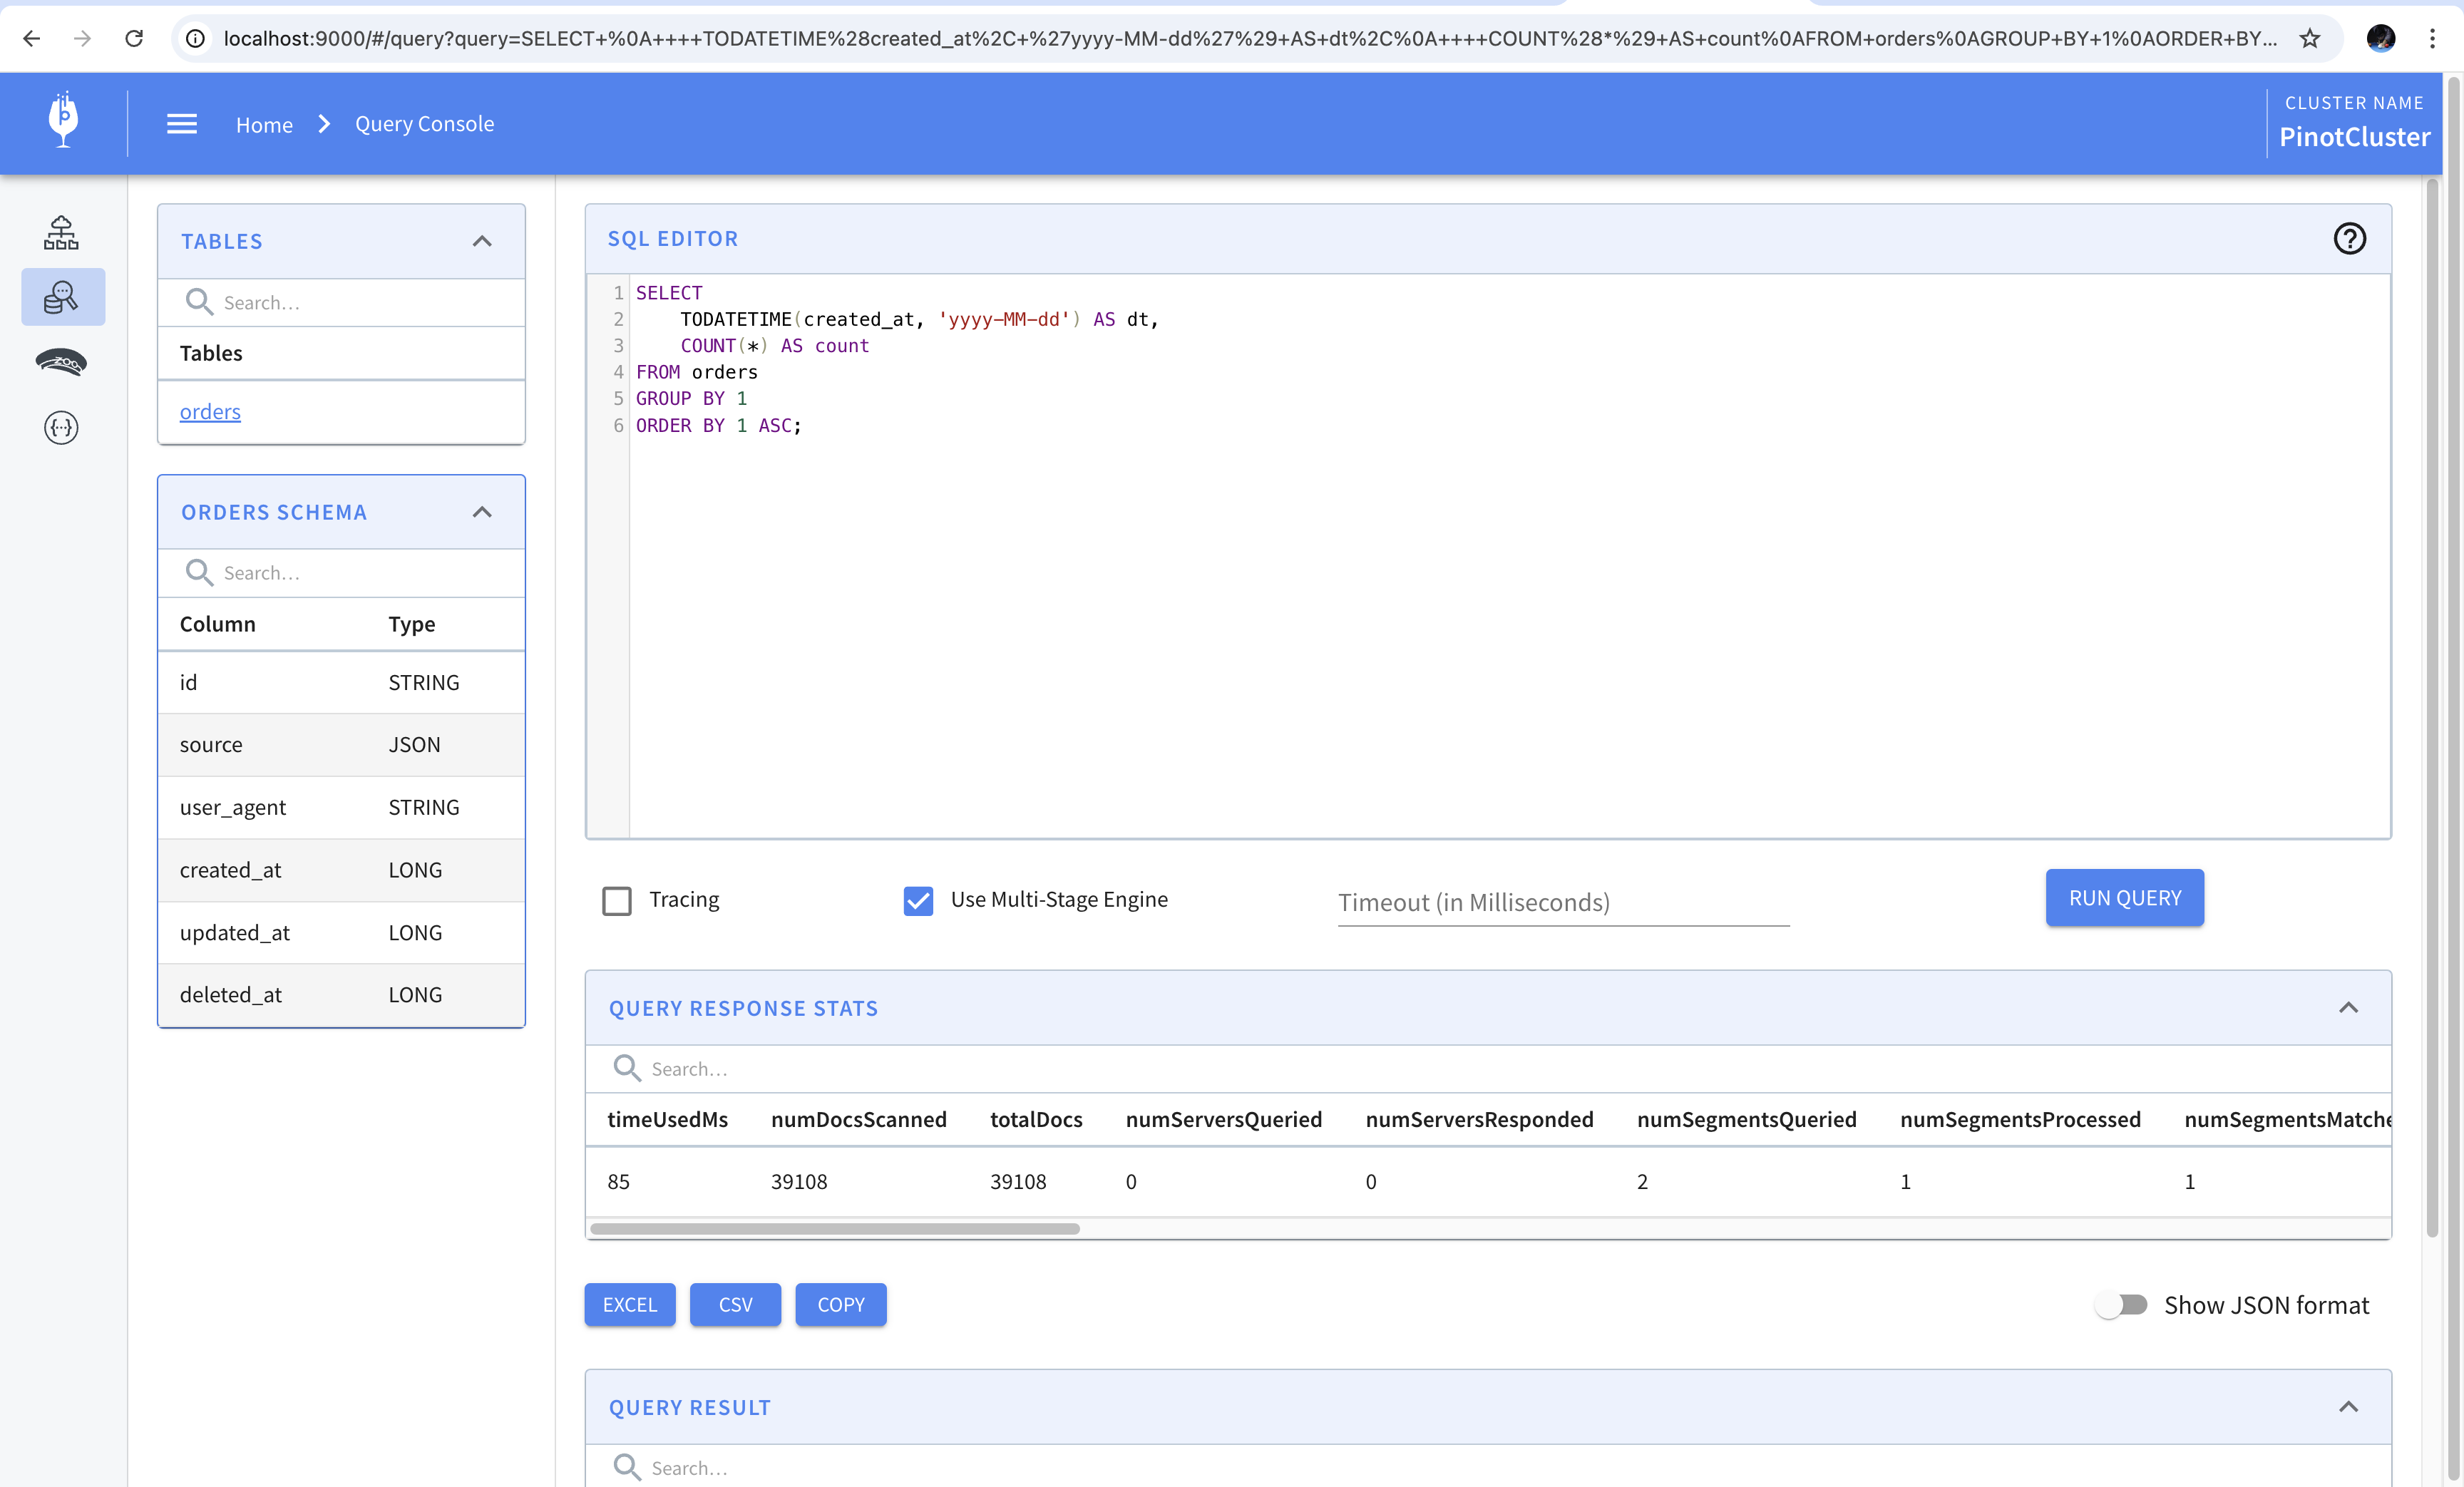 localhost:9000/#/query?query=SELECT+%0A++++TODATETIME%28created_at%2C+%27yyyy-MM-dd%27%29+AS+dt%2C%0A++++COUNT%28*%29+AS+count%0AFROM+orders%0AGROUP+BY+1%0AORDER+BY...
Home
Query Console
CLUSTER NAME
PinotCluster
TABLES
Search...
Tables
orders
ORDERS SCHEMA
Search...
Column Type
id STRING
source JSON
user_agent STRING
created_at LONG
updated_at LONG
deleted_at LONG
SQL EDITOR
1 SELECT
2 TODATETIME(created_at, 'yyyy-MM-dd') AS dt,
3 COUNT(*) AS count
4 FROM orders
5 GROUP BY 1
6 ORDER BY 1 ASC;
Tracing
Use Multi-Stage Engine
Timeout (in Milliseconds)
RUN QUERY
QUERY RESPONSE STATS
Search...
timeUsedMs numDocsScanned totalDocs numServersQueried numServersResponded numSegmentsQueried numSegmentsProcessed numSegmentsMatche
85 39108 39108 0 0 2 1 1
EXCEL
CSV
COPY
Show JSON format
QUERY RESULT
Search...